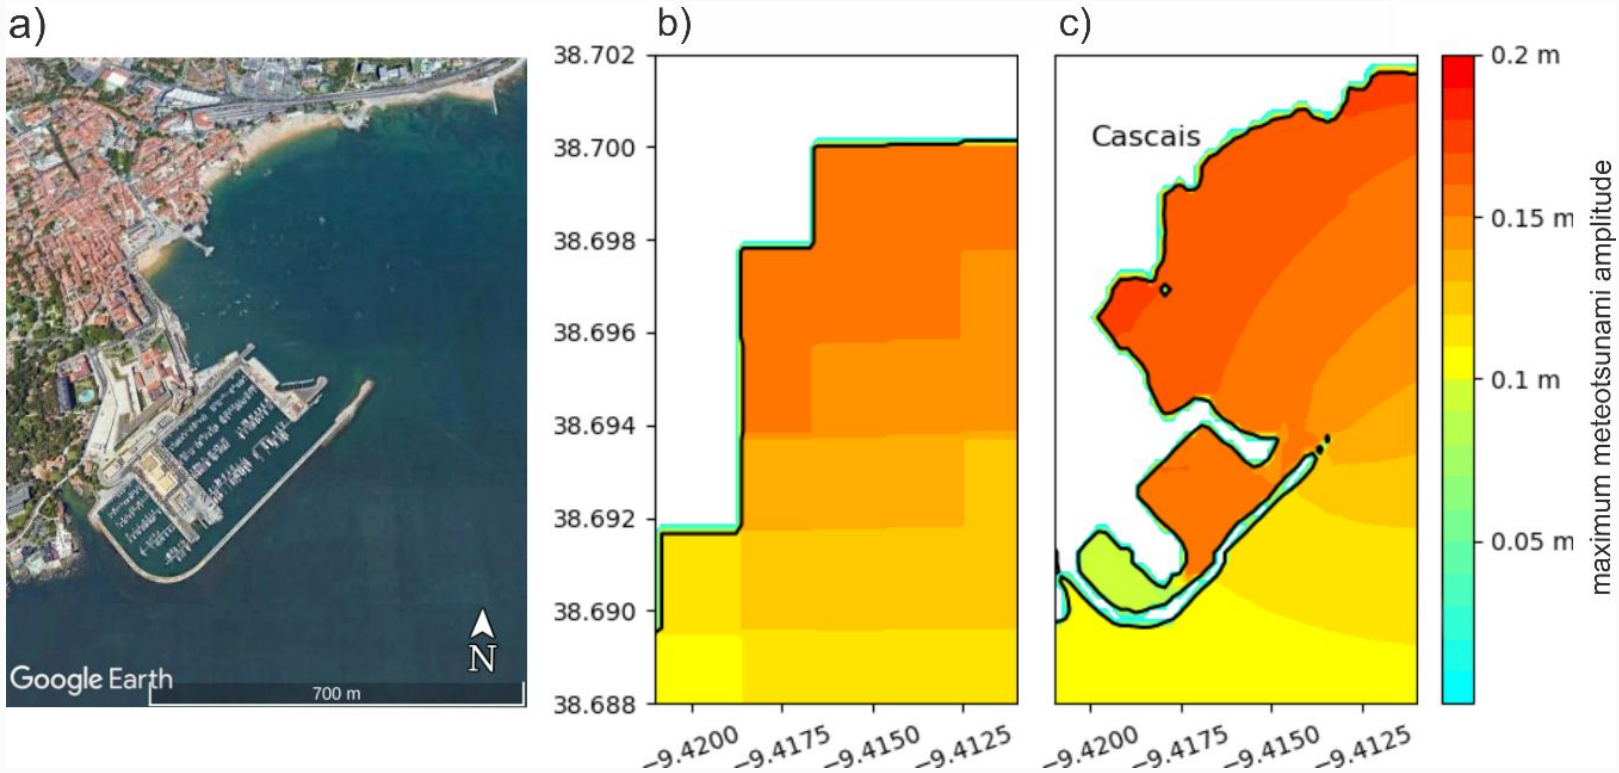 a)
b)
c)
Google Earth
700 m
N
38.702
38.700
38.698
38.696
38.694
38.692
38.690
38.688
−9.4200
−9.4175
−9.4150
−9.4125
Cascais
−9.4200
−9.4175
−9.4150
−9.4125
0.2 m
0.15 m
0.1 m
0.05 m
maximum meteotsunami amplitude